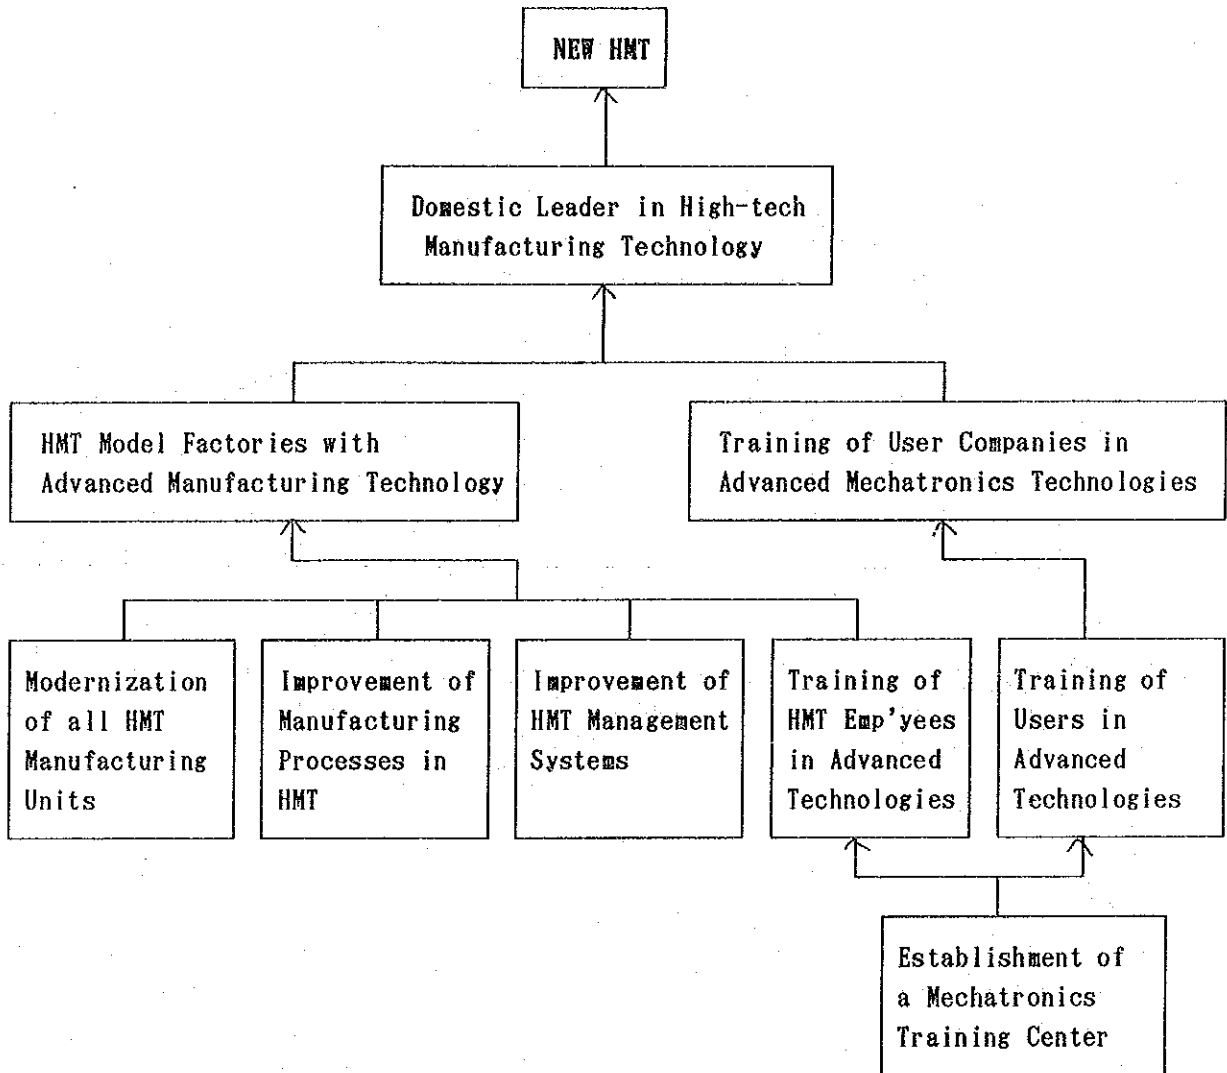 NEW HMT
Domestic Leader in High-tech
Manufacturing Technology
HMT Model Factories with
Advanced Manufacturing Technology
Training of User Companies in
Advanced Mechatronics Technologies
Modernization
of all HMT
Manufacturing
Units
Improvement of
Manufacturing
Processes in
HMT
Improvement of
HMT Management
Systems
Training of
HMT Emp'yees
in Advanced
Technologies
Training of
Users in
Advanced
Technologies
Establishment of
a Mechatronics
Training Center